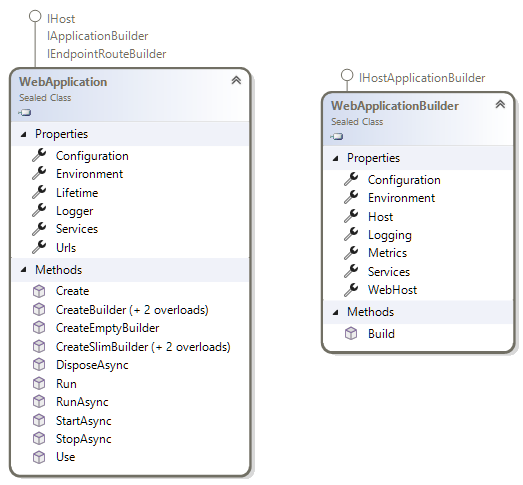 IHost
IApplicationBuilder
IEndpointRouteBuilder
WebApplication
Sealed Class
Properties
Configuration
Environment
Lifetime
Logger
Services
Urls
Methods
Create
CreateBuilder (+ 2 overloads)
CreateEmptyBuilder
CreateSlimBuilder (+ 2 overloads)
DisposeAsync
Run
RunAsync
StartAsync
StopAsync
Use
IHostApplicationBuilder
WebApplicationBuilder
Sealed Class
Properties
Configuration
Environment
Host
Logging
Metrics
Services
WebHost
Methods
Build